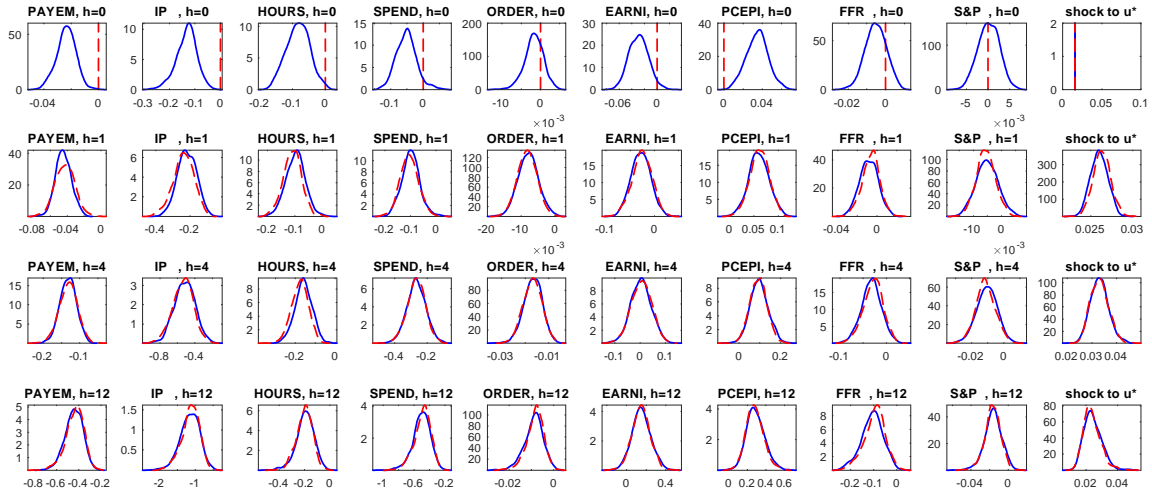 PAYEM, h=0 IP , h=0 HOURS, h=0 SPEND, h=0 ORDER, h=0 EARNI, h=0 PCEPI, h=0 FFR , h=0 S&P , h=0 shock to u*
50 10 10 15 200 30 40 50 100 2
0 5 5 10 100 20 20 0 0 1
0 0 5 0 10 0 0
0 0
-0.04 0 -0.3 -0.2 -0.1 0 -0.2 -0.1 0 -0.1 0 -10 0 -0.06 0 0 0.04 -0.02 0 -5 0 5 0 0.05 0.1
×10⁻³ ×10⁻³
PAYEM, h=1 IP , h=1 HOURS, h=1 SPEND, h=1 ORDER, h=1 EARNI, h=1 PCEPI, h=1 FFR , h=1 S&P , h=1 shock to u*
40 6 10 10 120 15 15 40 100 300
20 4 5 5 80 10 10 20 80 200
2 1 1 60 5 5 60 100
40 40
20 20
-0.08 -0.04 0 -0.4 -0.2 -0.2 -0.1 0 -0.2 -0.1 0 -20 -10 0 -0.1 0 0 0.05 0.1 -0.04 0 -10 0 0.025 0.03
×10⁻³ ×10⁻³
PAYEM, h=4 IP , h=4 HOURS, h=4 SPEND, h=4 ORDER, h=4 EARNI, h=4 PCEPI, h=4 FFR , h=4 S&P , h=4 shock to u*
15 3 8 6 100 8 8 15 60 100
10 2 6 4 80 6 6 10 40 80
5 1 4 2 60 4 4 5 20 60
2 40 2 2 40
20 20
-0.2 -0.1 -0.8 -0.4 -0.2 0 -0.4 -0.2 -0.03 -0.01 -0.1 0 0.1 0 0.2 -0.1 0 -0.02 0 0.02 0.03 0.04
PAYEM, h=12 IP , h=12 HOURS, h=12 SPEND, h=12 ORDER, h=12 EARNI, h=12 PCEPI, h=12 FFR , h=12 S&P , h=12 shock to u*
5 1.5 6 4 100 4 4 8 40 80
4 1 4 3 80 2 3 6 20 60
3 0.5 2 2 60 2 4 40
2 1 40 1 2 20
1 20
-0.8 -0.6 -0.4 -0.2 -2 -1 -0.4 -0.2 0 -1 -0.6 -0.2 -0.02 0 0 0.4 0 0.2 0.4 0.6 -0.2 -0.1 0 -0.04 0 0.02 0.04